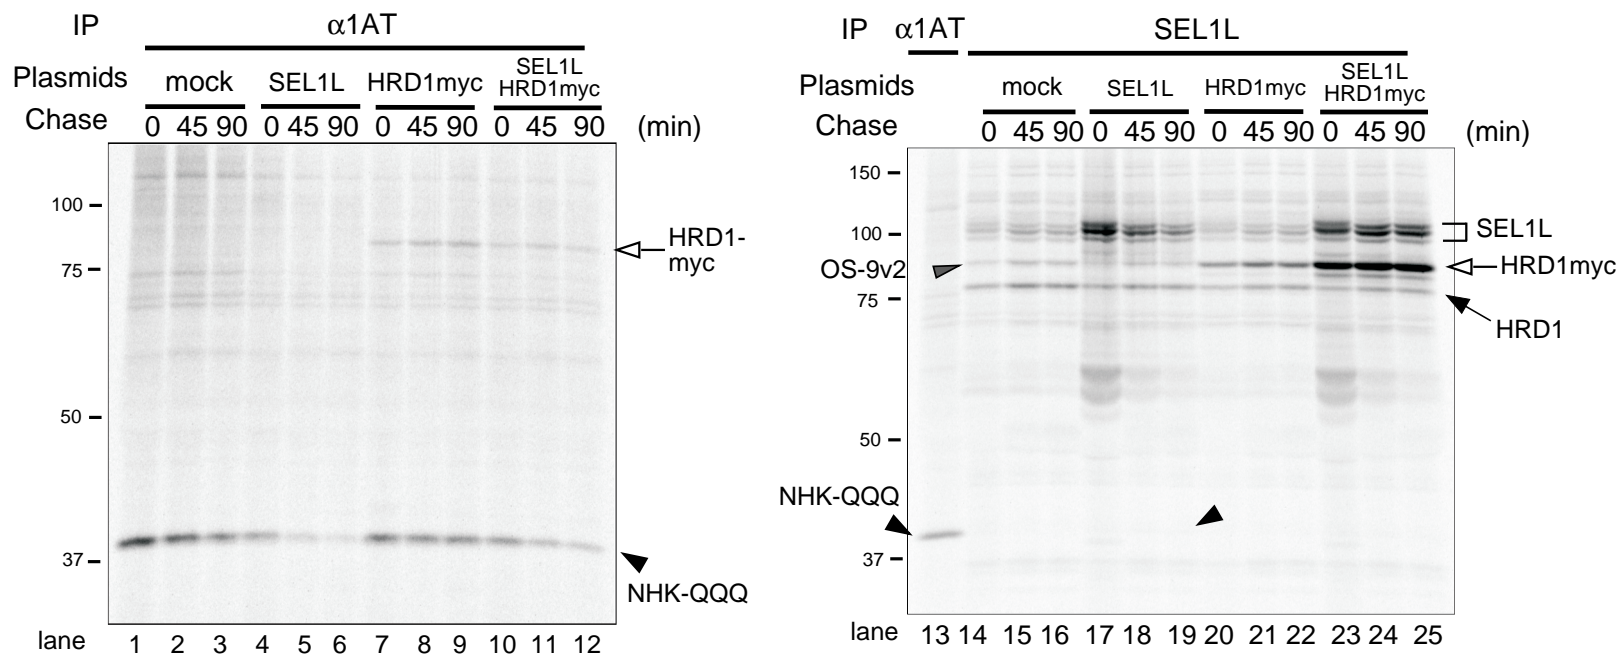 IP α1AT
Plasmids mock SEL1L HRD1myc SEL1L HRD1myc
Chase 0 45 90 0 45 90 0 45 90 0 45 90 (min)
100
HRD1-
myc
75
50
37
NHK-QQQ
lane 1 2 3 4 5 6 7 8 9 10 11 12
IP α1AT SEL1L
Plasmids mock SEL1L HRD1myc SEL1L HRD1myc
Chase 0 45 90 0 45 90 0 45 90 0 45 90 (min)
150
100
SEL1L
OS-9v2
HRD1myc
75
HRD1
50
NHK-QQQ
37
lane 13 14 15 16 17 18 19 20 21 22 23 24 25